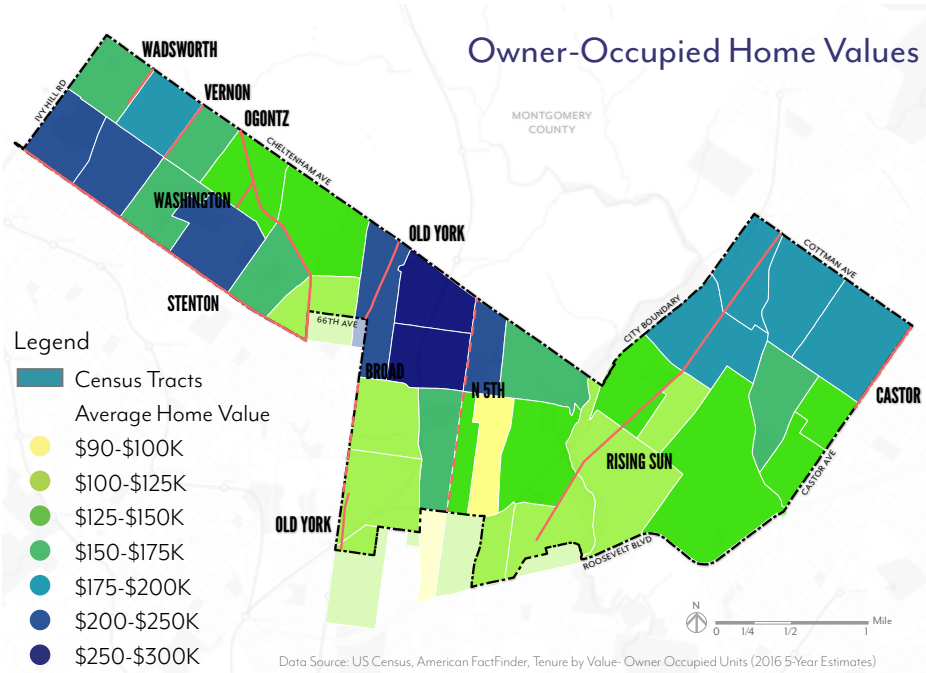 Owner-Occupied Home Values
WADSWORTH
VERNON
OGONTZ
IVY HILL RD
CHELTENHAM AVE
MONTGOMERY
COUNTY
WASHINGTON
OLD YORK
STENTON
COTTMAN AVE
CITY BOUNDARY
66TH AVE
BROAD
N 5TH
CASTOR
RISING SUN
CASTOR AVE
OLD YORK
ROOSEVELT BLVD
Legend
Census Tracts
Average Home Value
$90-$100K
$100-$125K
$125-$150K
$150-$175K
$175-$200K
$200-$250K
$250-$300K
N
0 1/4 1/2 1 Mile
Data Source: US Census, American FactFinder, Tenure by Value- Owner Occupied Units (2016 5-Year Estimates)